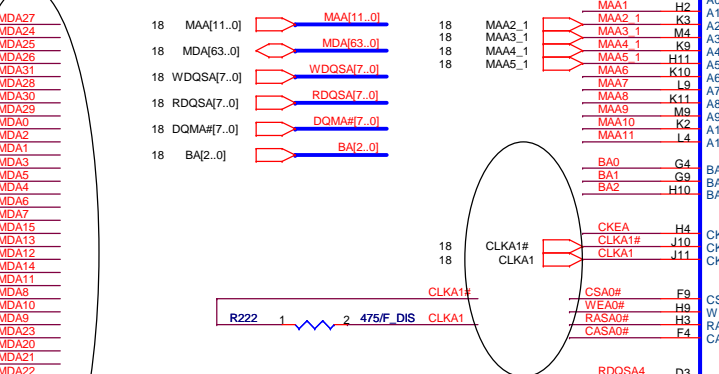 MDA27
MDA24
MDA25
MDA26
MDA31
MDA28
MDA30
MDA29
MDA0
MDA2
MDA1
MDA3
MDA5
MDA4
MDA6
MDA7
MDA15
MDA13
MDA12
MDA14
MDA11
MDA8
MDA10
MDA9
MDA23
MDA20
MDA21
MDA22
18 MAA[11..0] MAA[11..0]
18 MDA[63..0] MDA[63..0]
18 WDQSA[7..0] WDQSA[7..0]
18 RDQSA[7..0] RDQSA[7..0]
18 DQMA#[7..0] DQMA#[7..0]
18 BA[2..0] BA[2..0]
18 MAA2_1
18 MAA3_1
18 MAA4_1
18 MAA5_1
MAA1 H2
MAA2_1 K3
MAA3_1 M4
MAA4_1 K9
MAA5_1 H11
MAA6 K10
MAA7 L9
MAA8 K11
MAA9 M9
MAA10 K2
MAA11 L4
BA0 G4
BA1 G9
BA2 H10
CKEA H4
CLKA1# J10
CLKA1 J11
18 CLKA1#
18 CLKA1
CLKA1#
R222 1 2 475/F_DIS CLKA1
CSA0# F9
WEA0# H9
RASA0# H3
CASA0# F4
RDQSA4 D3